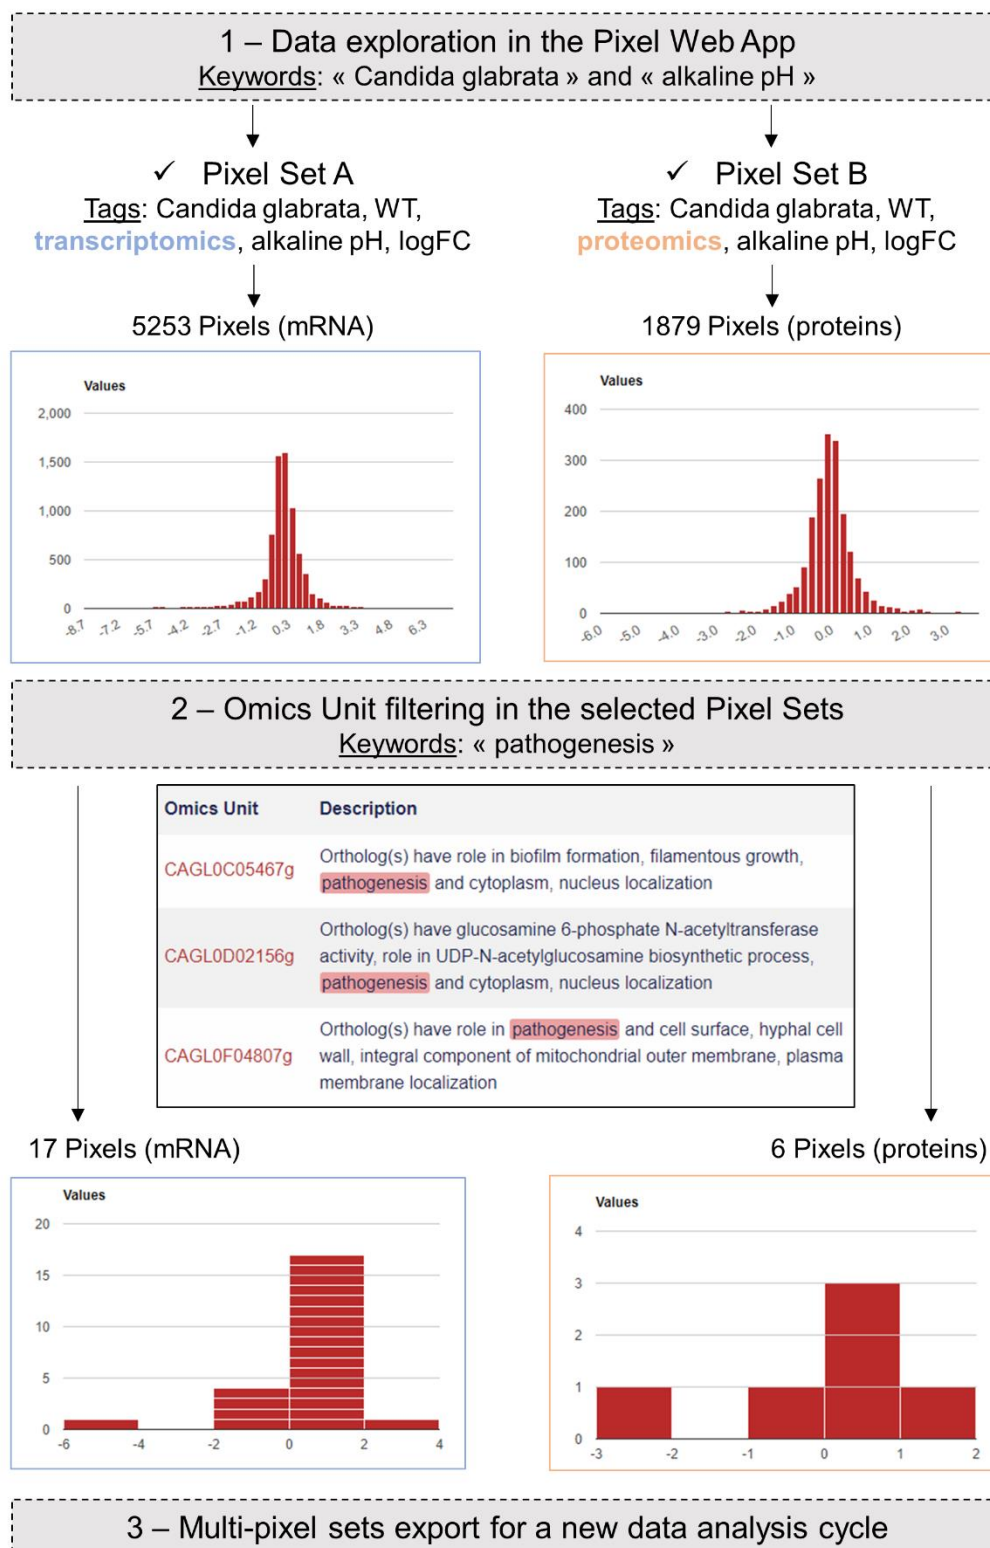 1 – Data exploration in the Pixel Web App
Keywords: « Candida glabrata » and « alkaline pH »
✓ Pixel Set A
Tags: Candida glabrata, WT,
transcriptomics, alkaline pH, logFC
5253 Pixels (mRNA)
Values
2,000
1,500
1,000
500
0
-8.7 -7.2 -5.7 -4.2 -2.7 -1.2 0.3 1.8 3.3 4.8 6.3
✓ Pixel Set B
Tags: Candida glabrata, WT,
proteomics, alkaline pH, logFC
1879 Pixels (proteins)
Values
400
300
200
100
0
-6.0 -5.0 -4.0 -3.0 -2.0 -1.0 0.0 1.0 2.0 3.0
2 – Omics Unit filtering in the selected Pixel Sets
Keywords: « pathogenesis »
Omics Unit Description
CAGL0C05467g
Ortholog(s) have role in biofilm formation, filamentous growth,
pathogenesis and cytoplasm, nucleus localization
CAGL0D02156g
Ortholog(s) have glucosamine 6-phosphate N-acetyltransferase
activity, role in UDP-N-acetylglucosamine biosynthetic process,
pathogenesis and cytoplasm, nucleus localization
CAGL0F04807g
Ortholog(s) have role in pathogenesis and cell surface, hyphal cell
wall, integral component of mitochondrial outer membrane, plasma
membrane localization
17 Pixels (mRNA)
Values
20
15
10
5
0
-6 -4 -2 0 2 4
6 Pixels (proteins)
Values
4
3
2
1
0
-3 -2 -1 0 1 2
3 – Multi-pixel sets export for a new data analysis cycle